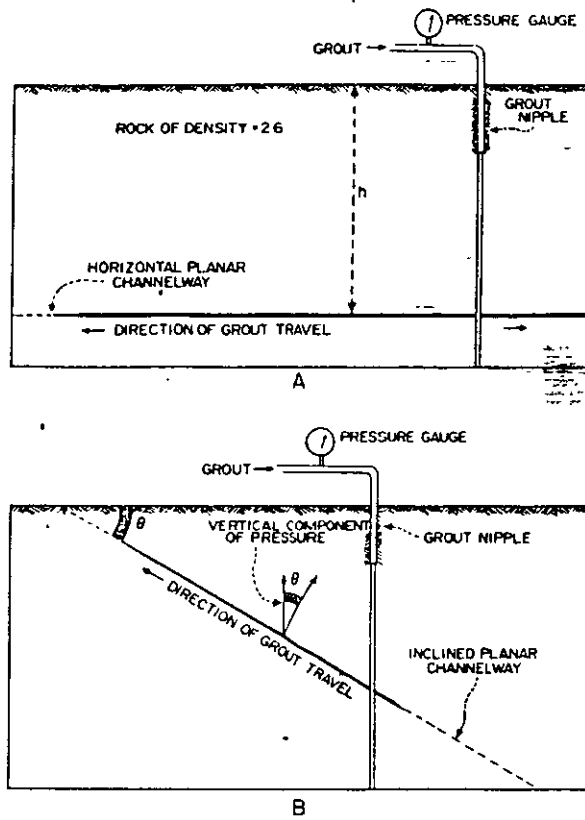 PRESSURE GAUGE
GROUT
GROUT
NIPPLE
ROCK OF DENSITY = 2.6
h
HORIZONTAL PLANAR
CHANNELWAY
DIRECTION OF GROUT TRAVEL
A
PRESSURE GAUGE
GROUT
θ
VERTICAL COMPONENT
OF PRESSURE
GROUT NIPPLE
θ
DIRECTION OF GROUT TRAVEL
INCLINED PLANAR
CHANNELWAY
B